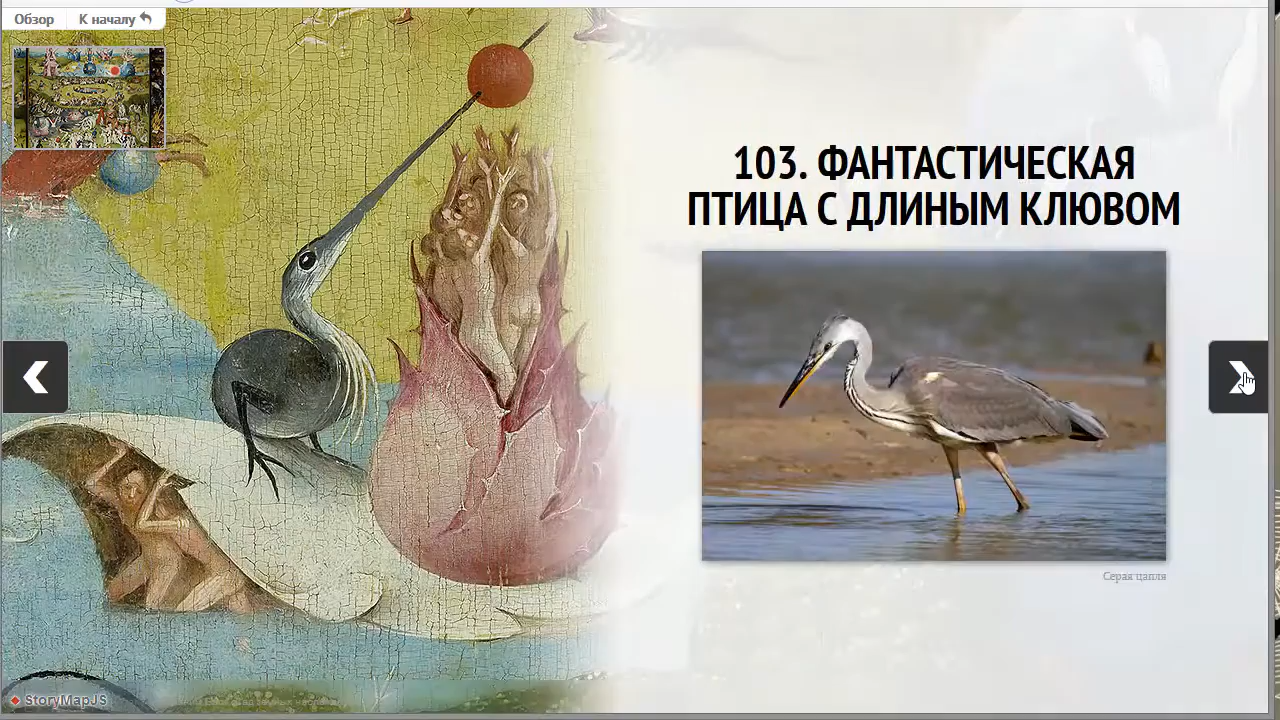 Обзор
К началу
103. ФАНТАСТИЧЕСКАЯ
ПТИЦА С ДЛИНЫМ КЛЮВОМ
Серая цапля
StoryMapJS